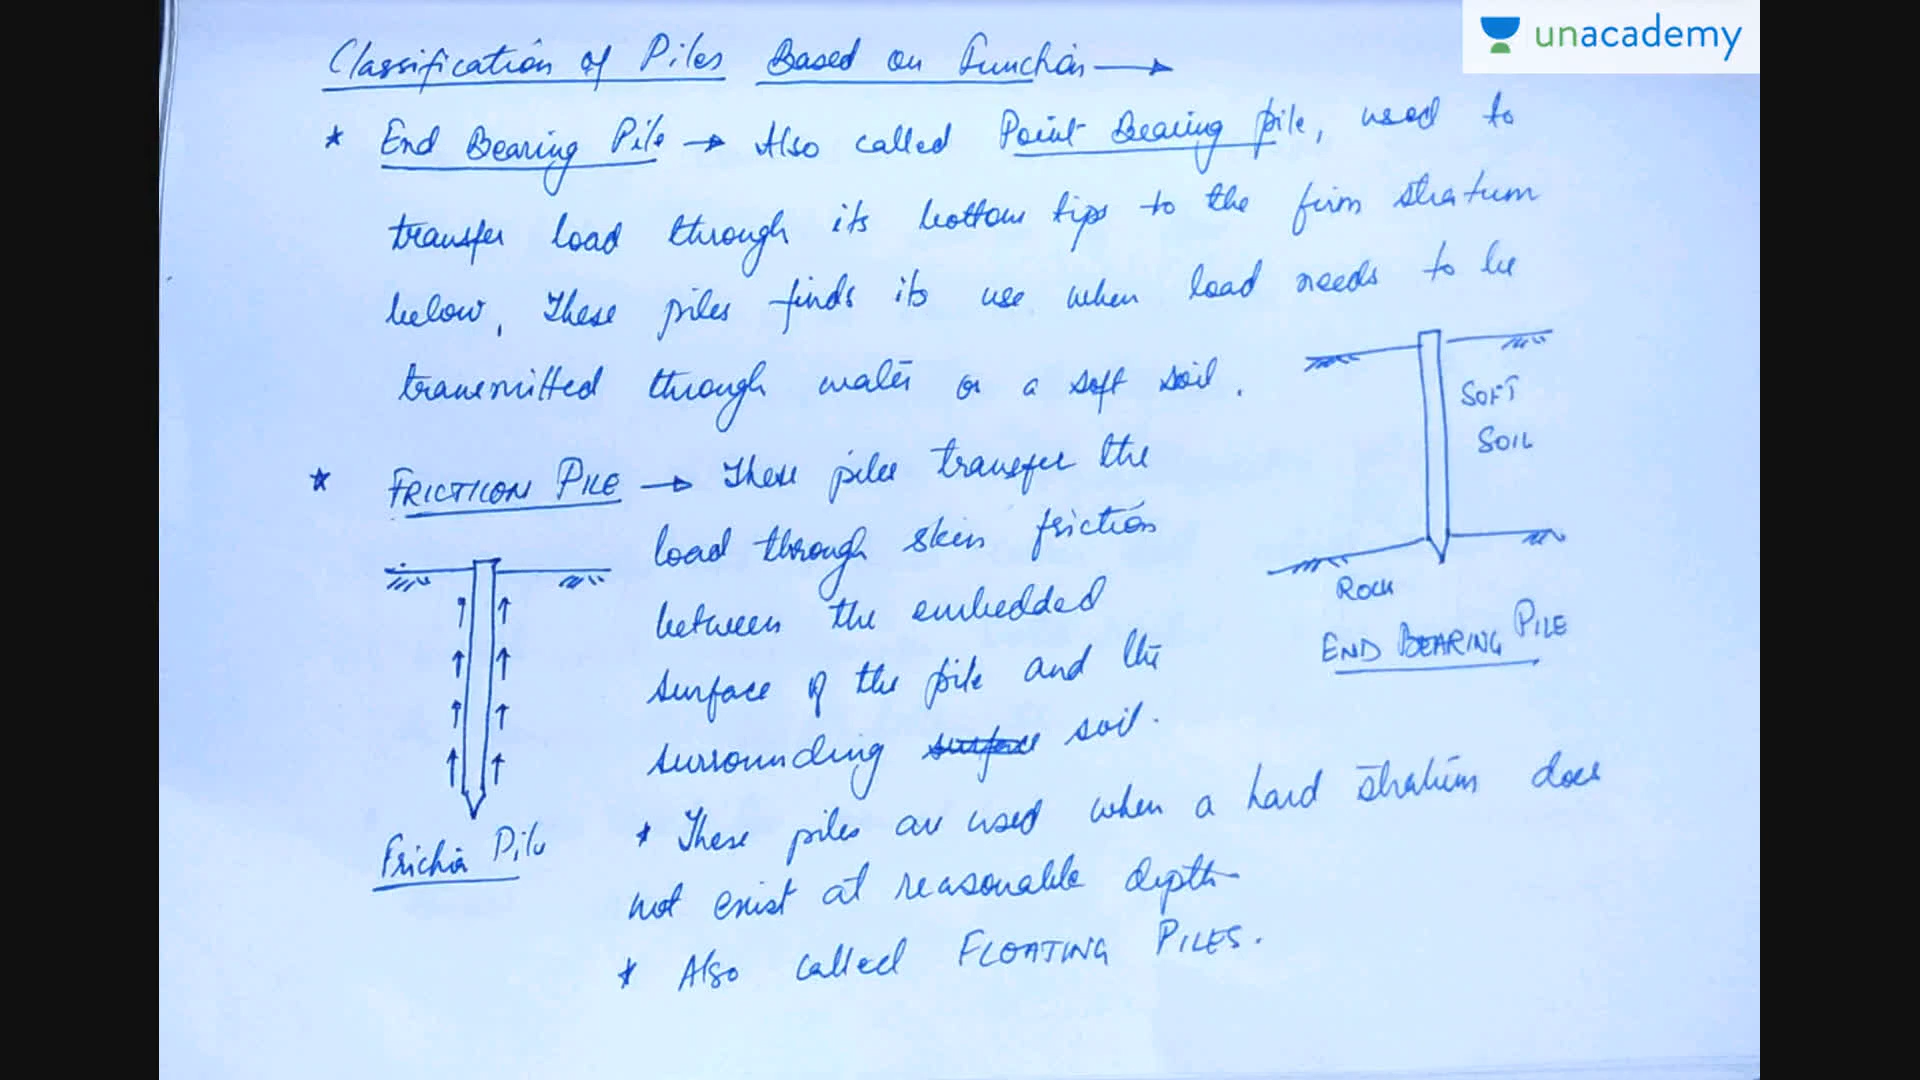 unacademy
Classification of Piles Based on Function →
* End Bearing Pile → Also called Point Bearing pile, used to
transfer load through its bottom tips to the firm stratum
below, These piles finds its use when load needs to be
transmitted through water or a soft soil.
SOFT
SOIL
ROCK
END BEARING PILE
* FRICTION PILE → These piles transfer the
load through skin friction
between the embedded
surface of the pile and the
surrounding surface soil.
Friction Pile
* These piles are used when a hard stratum does
not exist at reasonable depth
* Also called FLOATING PILES.